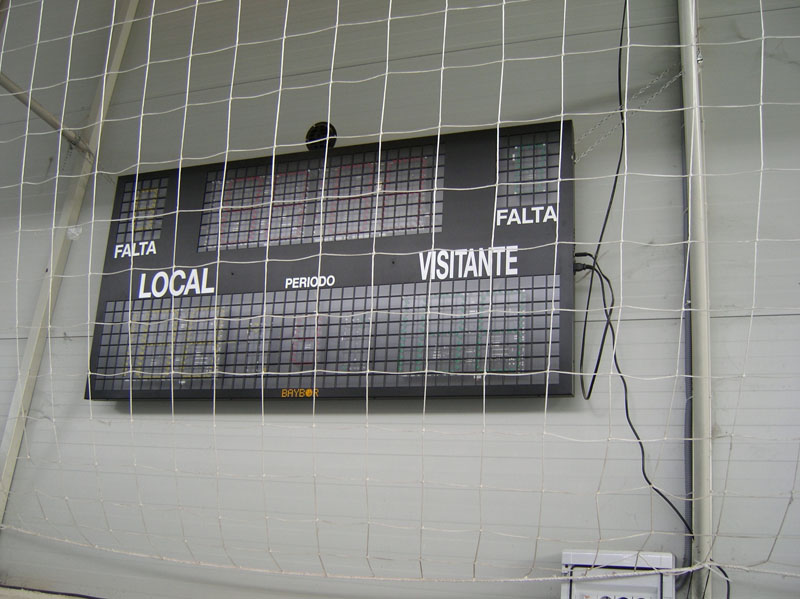 FALTA
FALTA
LOCAL
PERIODO
VISITANTE
BAYBOR